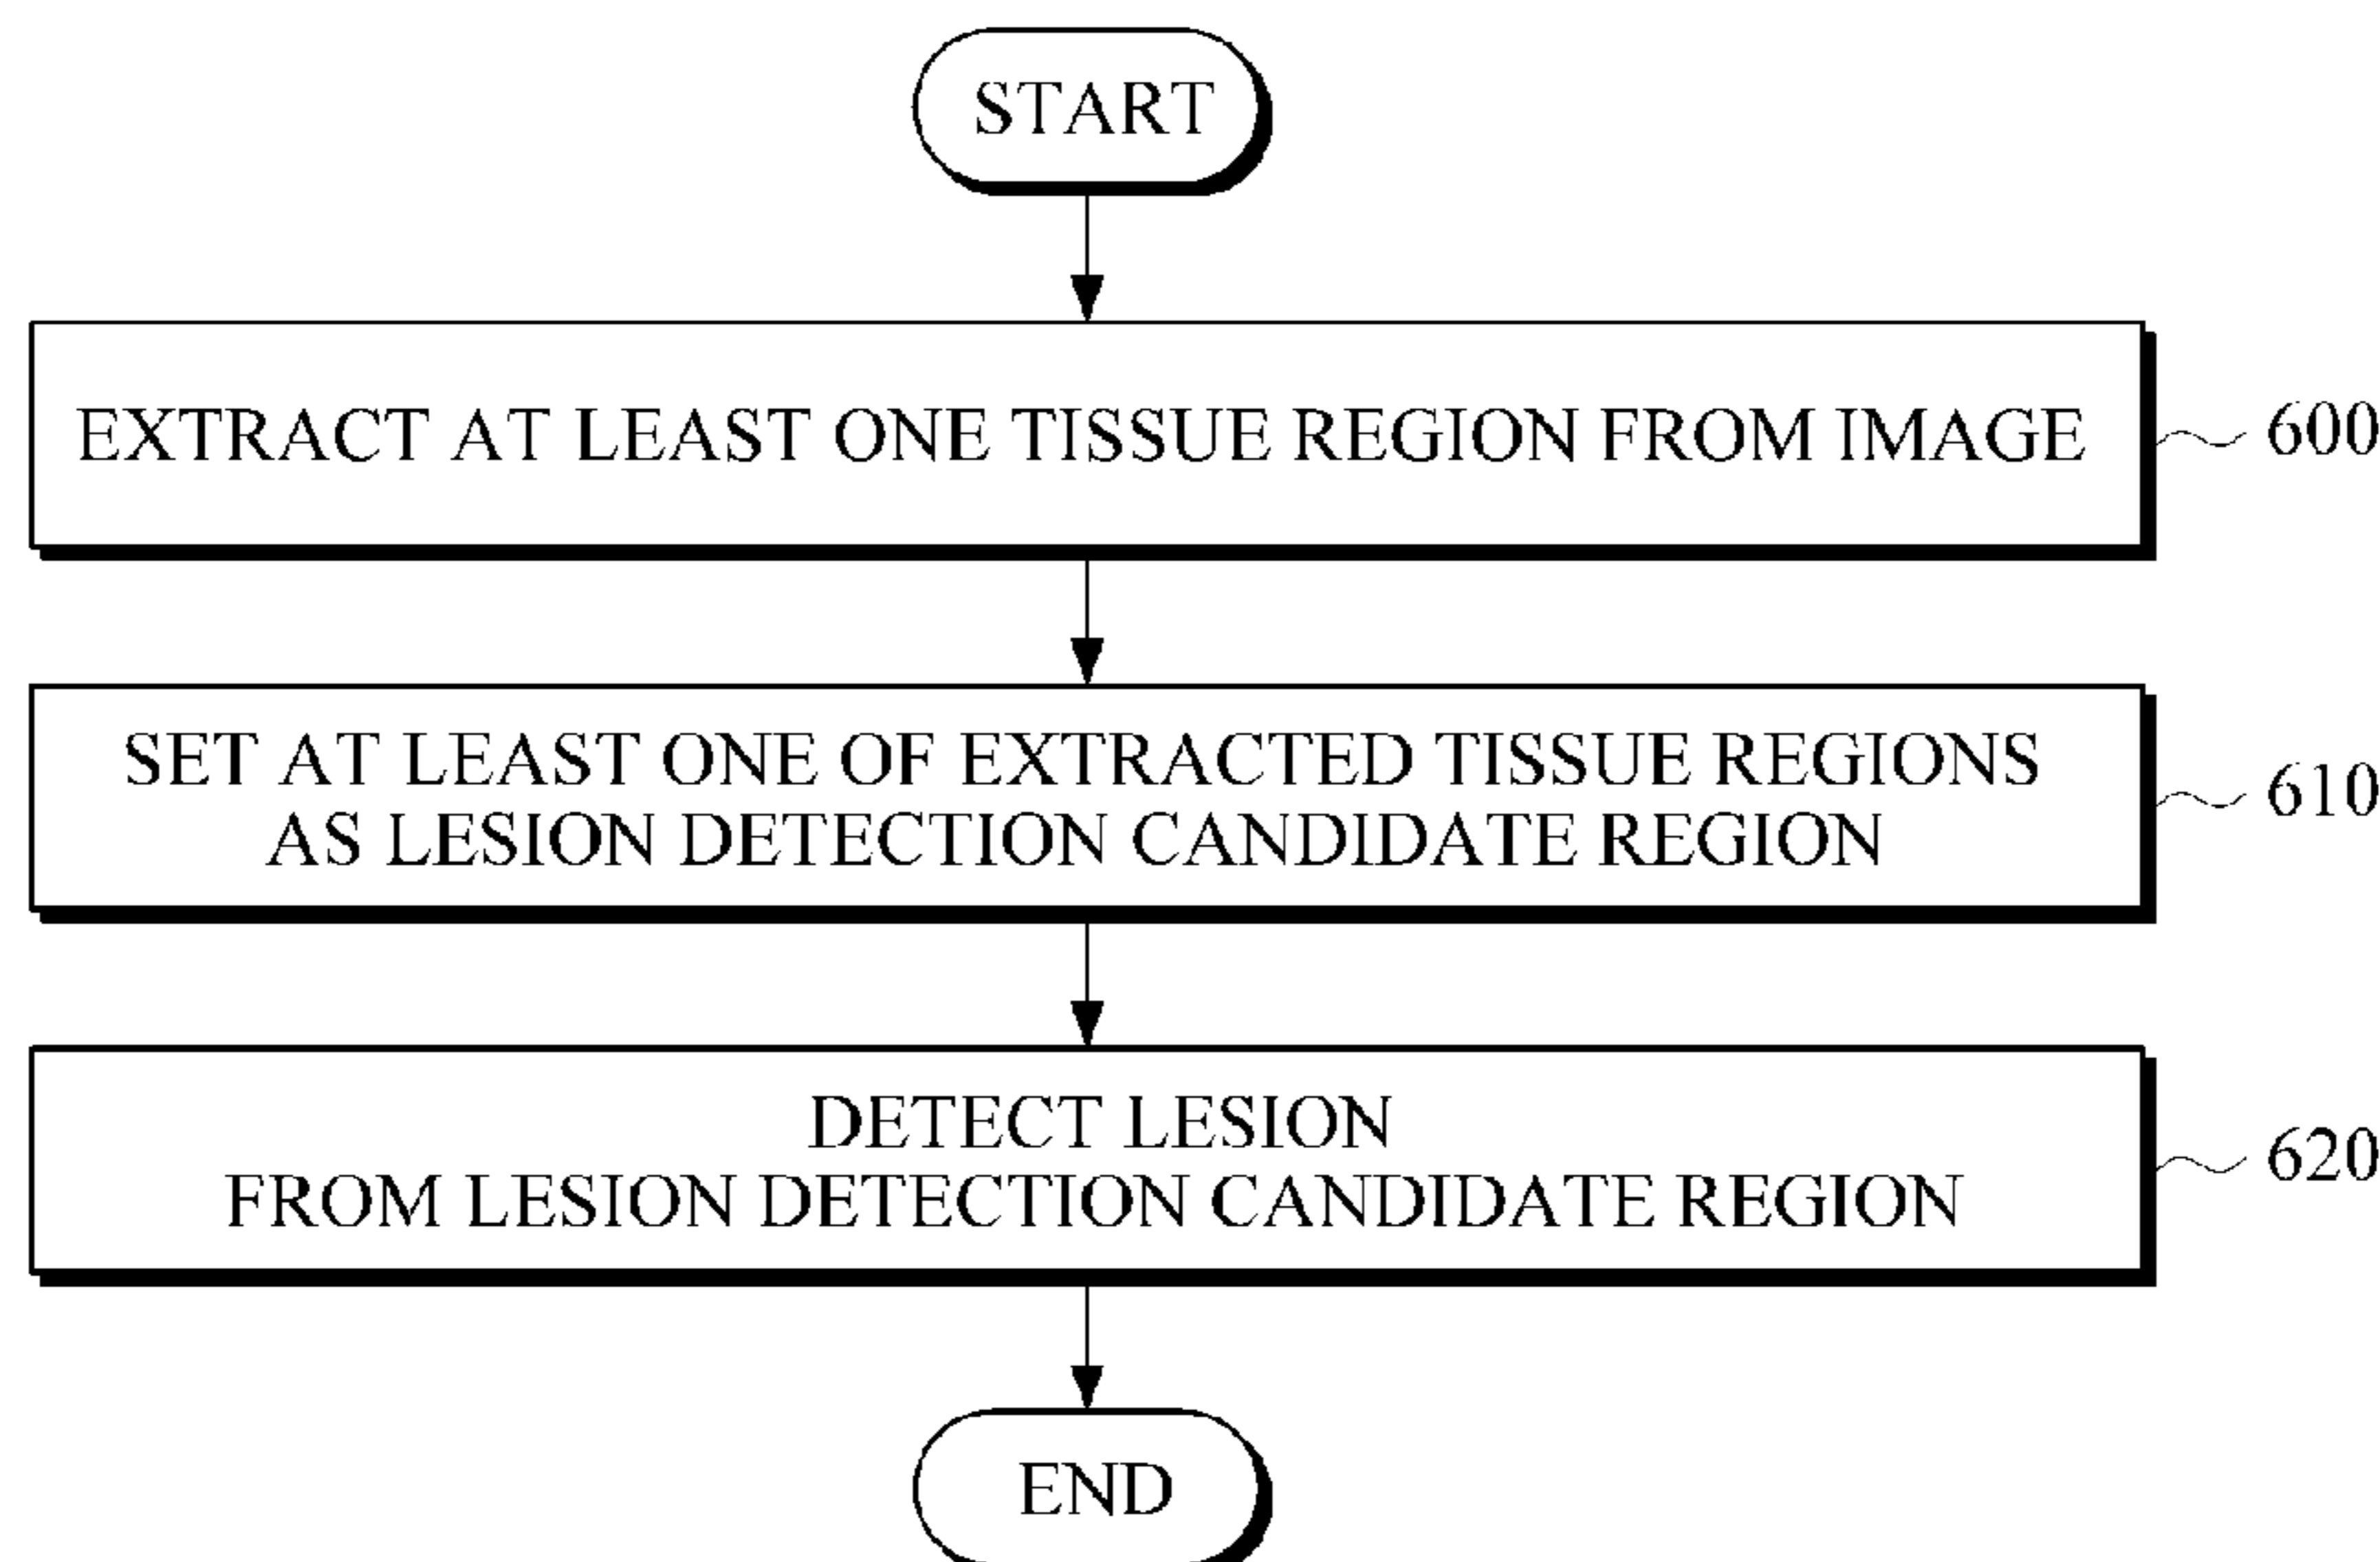 START
EXTRACT AT LEAST ONE TISSUE REGION FROM IMAGE
600
SET AT LEAST ONE OF EXTRACTED TISSUE REGIONS
AS LESION DETECTION CANDIDATE REGION
610
DETECT LESION
FROM LESION DETECTION CANDIDATE REGION
620
END